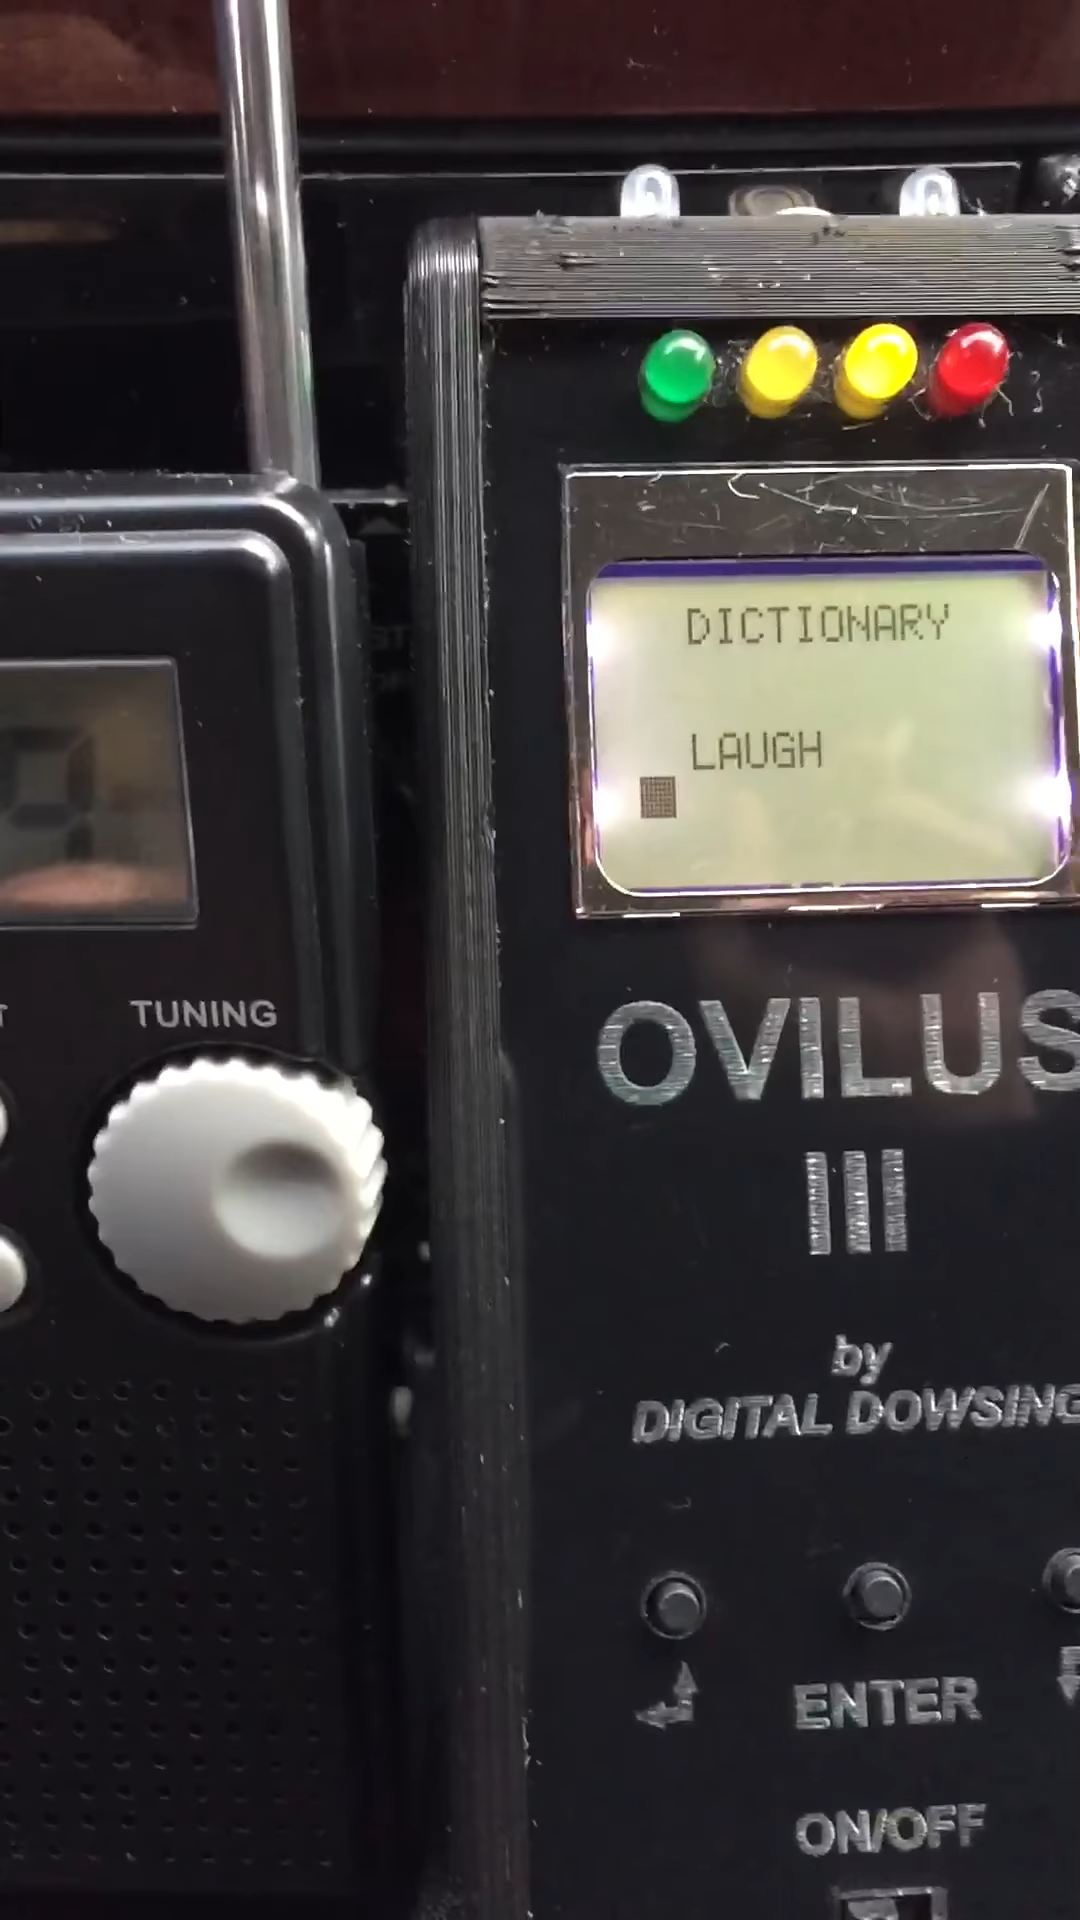 DICTIONARY
LAUGH
TUNING
OVILUS
III
by
DIGITAL DOWSING
ENTER
ON/OFF